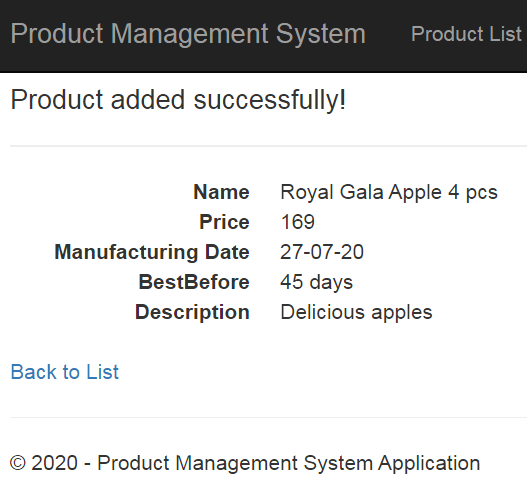 Product Management System Product List
Product added successfully!
Name Royal Gala Apple 4 pcs
Price 169
Manufacturing Date 27-07-20
BestBefore 45 days
Description Delicious apples
Back to List
© 2020 - Product Management System Application